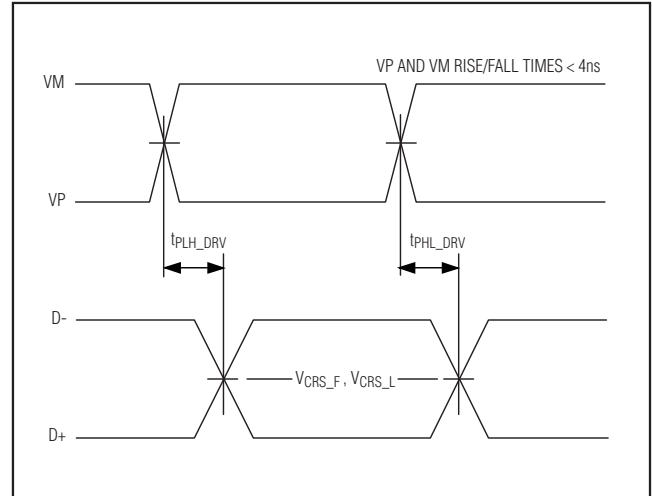 VP AND VM RISE/FALL TIMES < 4ns
VM
VP
tPLH_DRV
tPHL_DRV
D-
VCRS_F , VCRS_L
D+